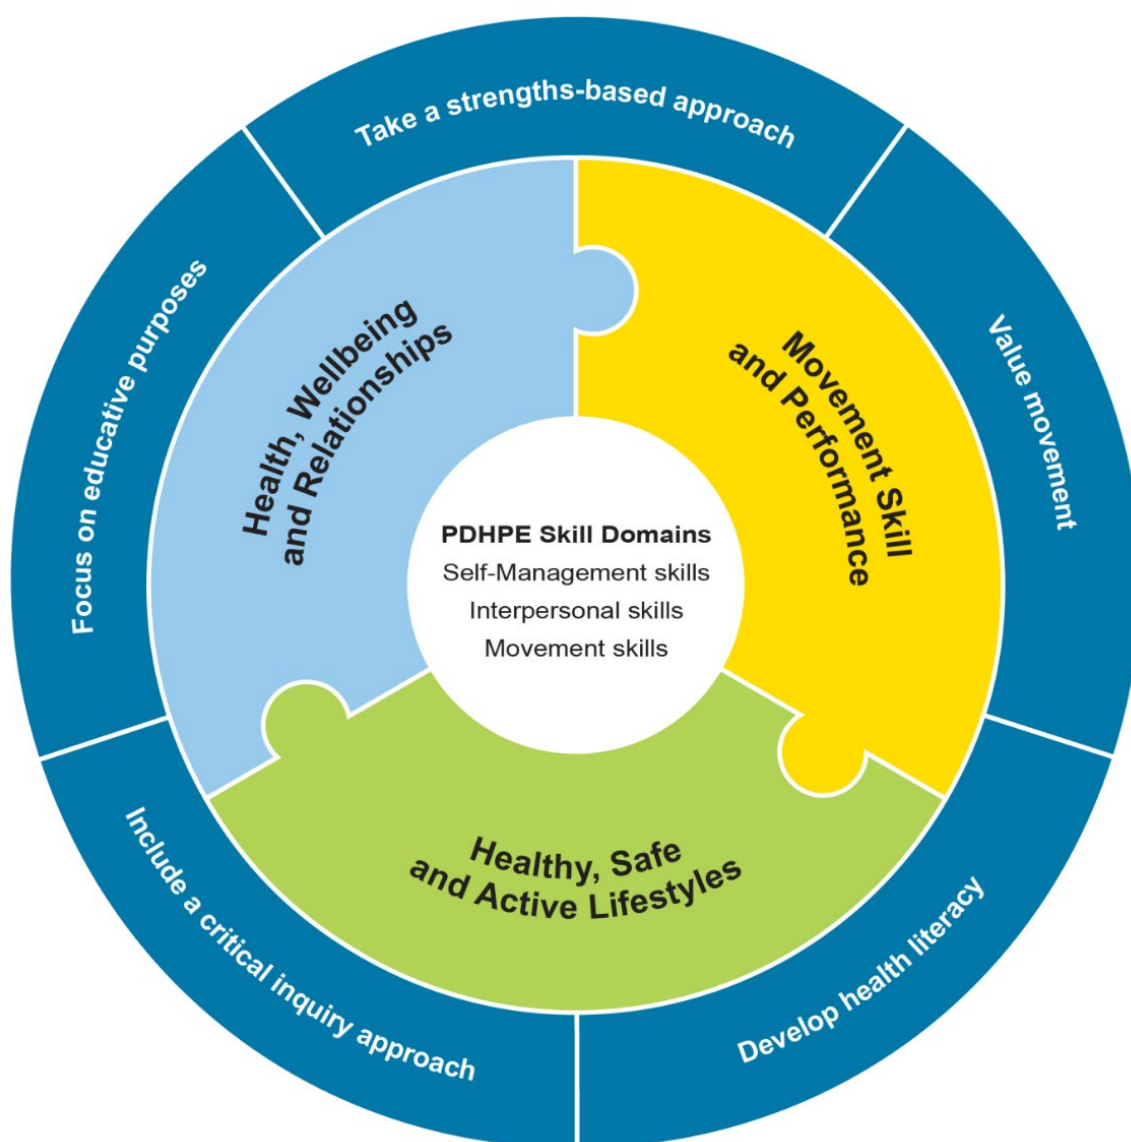 Take a strengths-based approach
Value movement
Develop health literacy
Include a critical inquiry approach
Focus on educative purposes
Health, Wellbeing
and Relationships
Movement Skill
and Performance
Healthy, Safe
and Active Lifestyles
PDHPE Skill Domains
Self-Management skills
Interpersonal skills
Movement skills